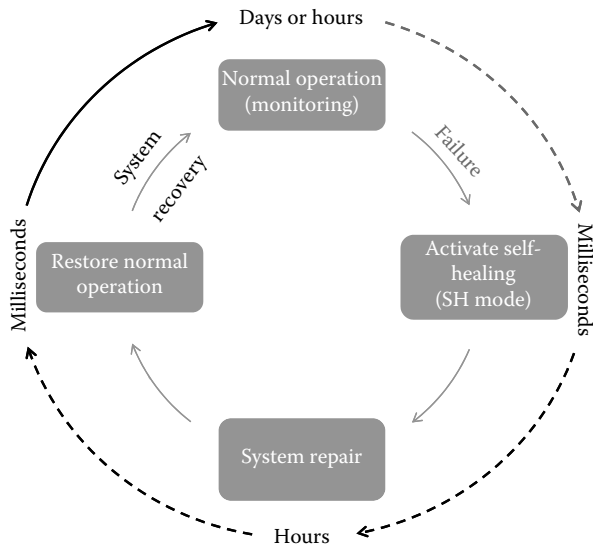 Days or hours
Normal operation
(monitoring)
Failure
System
recovery
Milliseconds
Restore normal
operation
Activate self-
healing
(SH mode)
Milliseconds
System repair
Hours